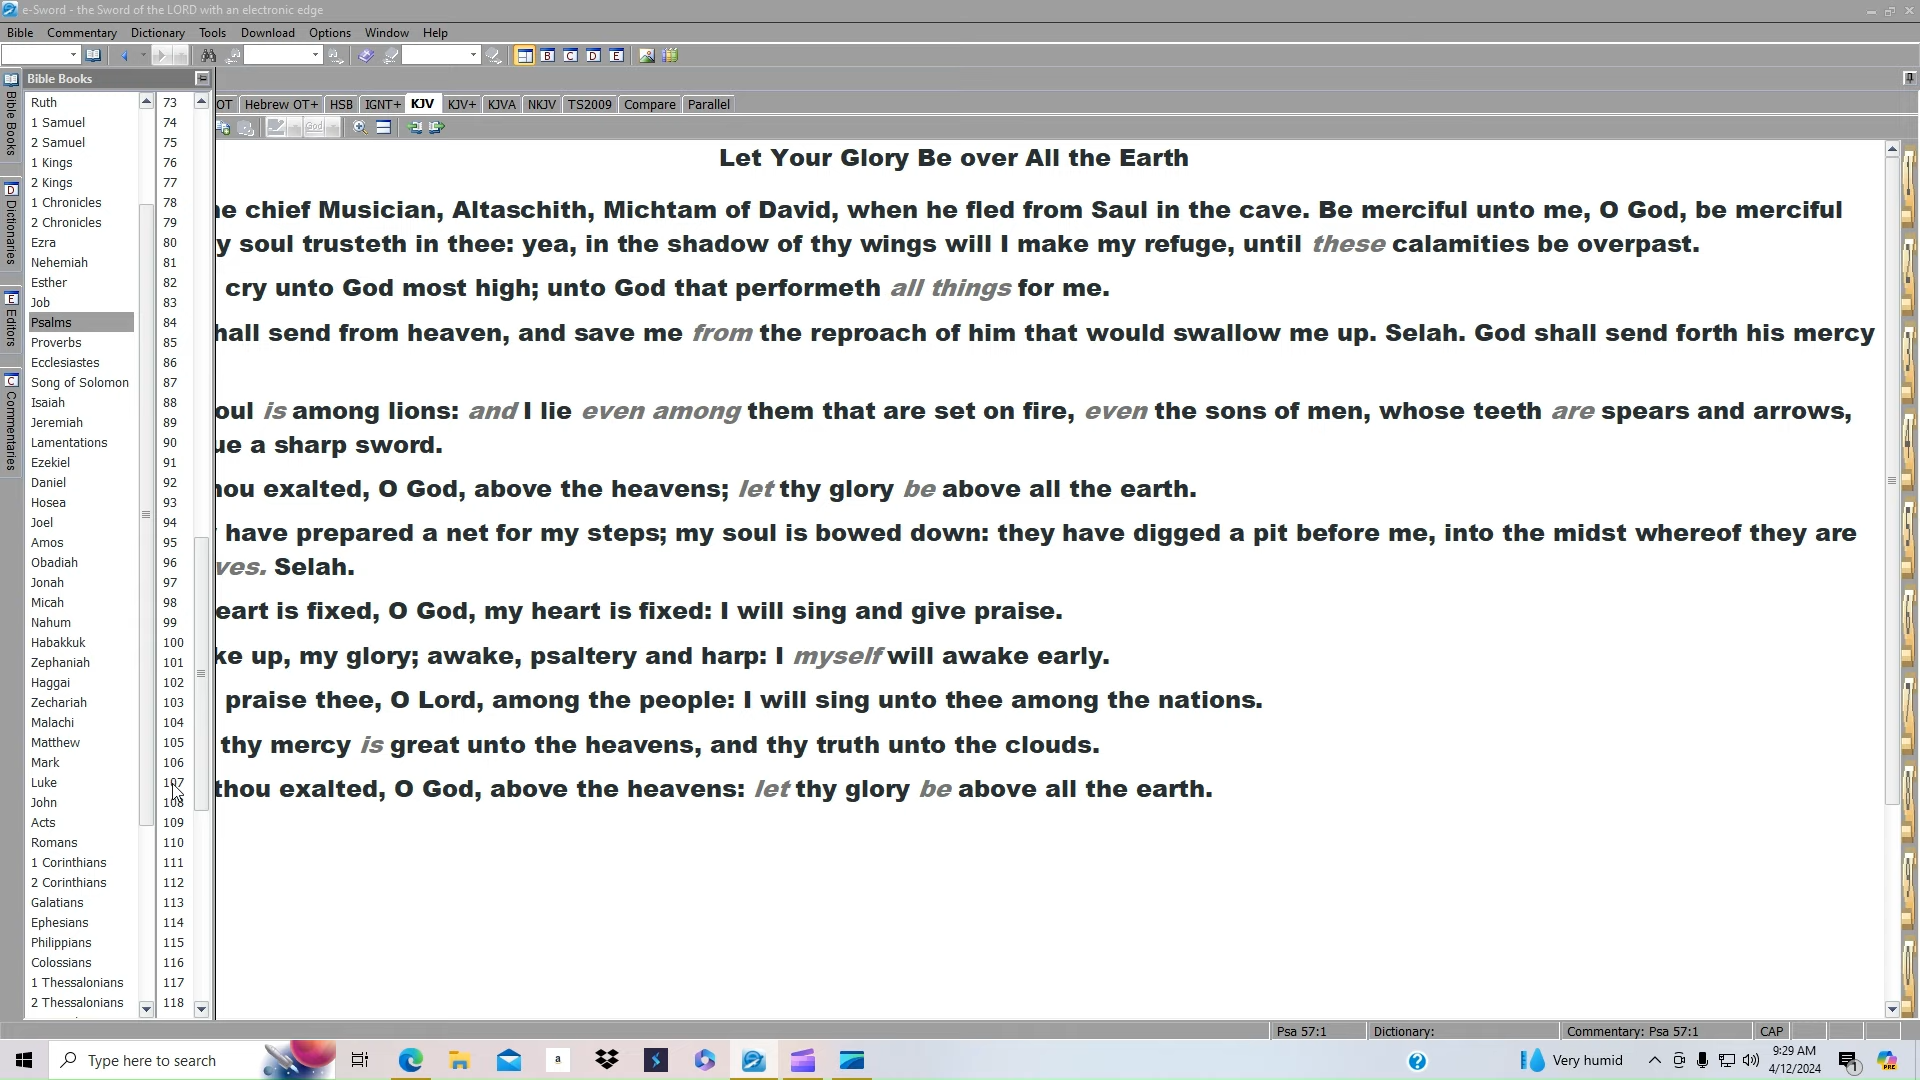 e-Sword - the Sword of the LORD with an electronic edge
Bible Commentary Dictionary Tools Download Options Window Help
B C D E
Bible Books
Bible Books
D Dictionaries
E Editors
C Commentaries
Ruth
1 Samuel
2 Samuel
1 Kings
2 Kings
1 Chronicles
2 Chronicles
Ezra
Nehemiah
Esther
Job
Psalms
Proverbs
Ecclesiastes
Song of Solomon
Isaiah
Jeremiah
Lamentations
Ezekiel
Daniel
Hosea
Joel
Amos
Obadiah
Jonah
Micah
Nahum
Habakkuk
Zephaniah
Haggai
Zechariah
Malachi
Matthew
Mark
Luke
John
Acts
Romans
1 Corinthians
2 Corinthians
Galatians
Ephesians
Philippians
Colossians
1 Thessalonians
2 Thessalonians
73
74
75
76
77
78
79
80
81
82
83
84
85
86
87
88
89
90
91
92
93
94
95
96
97
98
99
100
101
102
103
104
105
106
107
108
109
110
111
112
113
114
115
116
117
118
OT Hebrew OT+ HSB IGNT+ KJV KJV+ KJVA NKJV TS2009 Compare Parallel
God
Let Your Glory Be over All the Earth
he chief Musician, Altaschith, Michtam of David, when he fled from Saul in the cave. Be merciful unto me, O God, be merciful
y soul trusteth in thee: yea, in the shadow of thy wings will I make my refuge, until these calamities be overpast.
cry unto God most high; unto God that performeth all things for me.
hall send from heaven, and save me from the reproach of him that would swallow me up. Selah. God shall send forth his mercy
oul is among lions: and I lie even among them that are set on fire, even the sons of men, whose teeth are spears and arrows,
ue a sharp sword.
hou exalted, O God, above the heavens; let thy glory be above all the earth.
have prepared a net for my steps; my soul is bowed down: they have digged a pit before me, into the midst whereof they are
ves. Selah.
eart is fixed, O God, my heart is fixed: I will sing and give praise.
ke up, my glory; awake, psaltery and harp: I myself will awake early.
praise thee, O Lord, among the people: I will sing unto thee among the nations.
thy mercy is great unto the heavens, and thy truth unto the clouds.
thou exalted, O God, above the heavens: let thy glory be above all the earth.
Psa 57:1 Dictionary: Commentary: Psa 57:1 CAP
Type here to search
a
Very humid
9:29 AM
4/12/2024
1
PRE